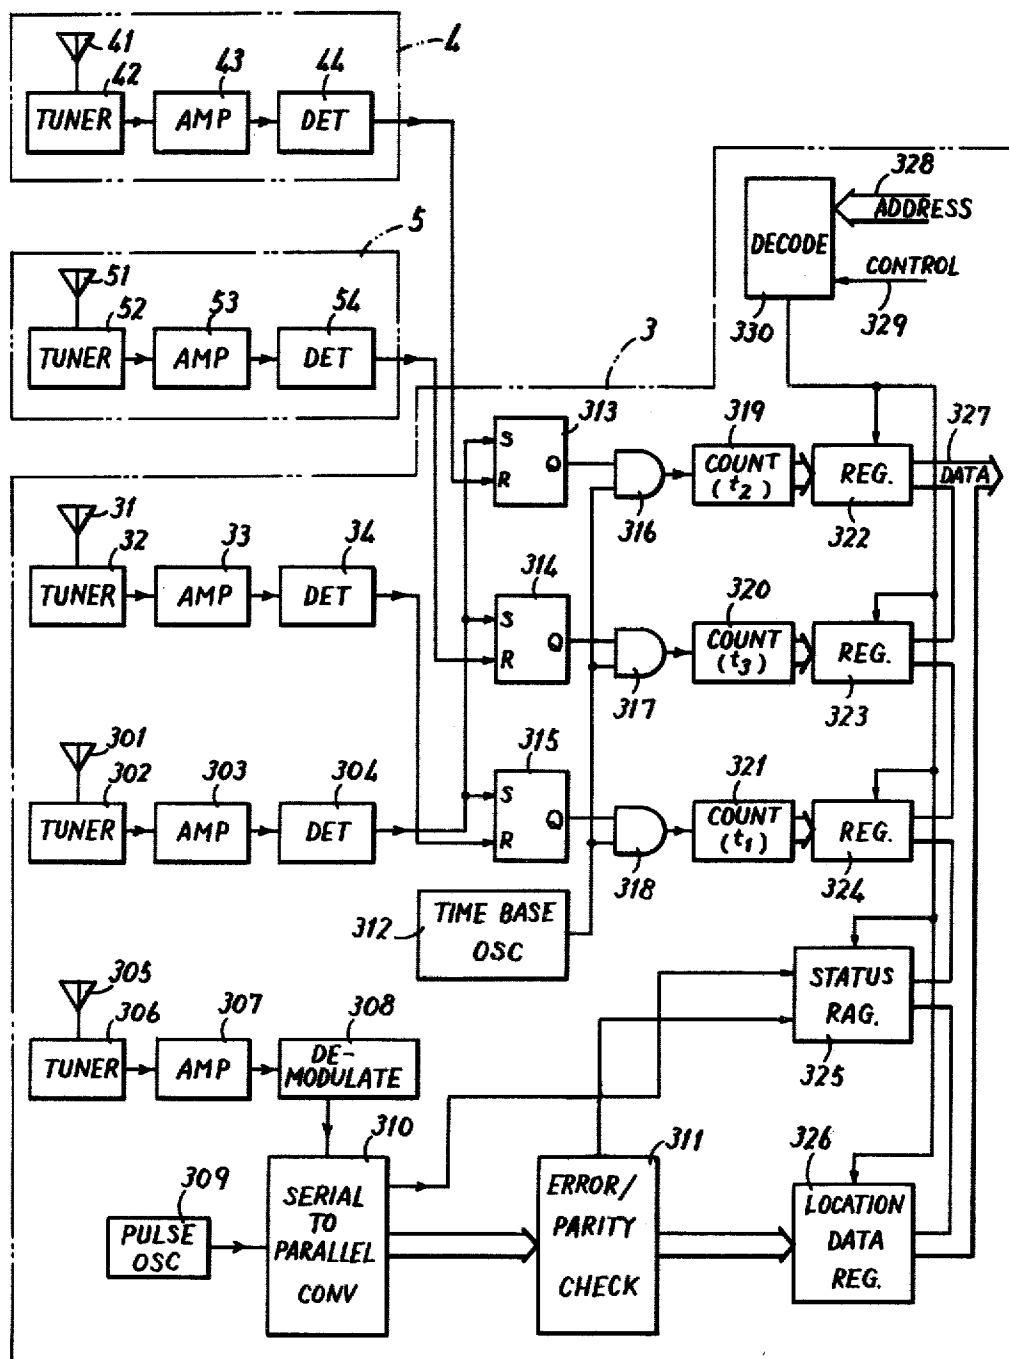 41
4
42
43
44
TUNER
AMP
DET
328
ADDRESS
DECODE
CONTROL
330
329
5
51
52
53
54
TUNER
AMP
DET
3
313
S
Q
R
319
COUNT
(t2)
327
REG.
DATA
316
322
31
32
33
34
TUNER
AMP
DET
314
S
Q
R
320
COUNT
(t3)
REG.
317
323
301
302
303
304
TUNER
AMP
DET
315
S
Q
R
321
COUNT
(t1)
REG.
318
324
312
TIME BASE
OSC
305
306
307
308
TUNER
AMP
DE-
MODULATE
STATUS
RAG.
325
310
311
326
309
PULSE
OSC
SERIAL
TO
PARALLEL
CONV
ERROR/
PARITY
CHECK
LOCATION
DATA
REG.